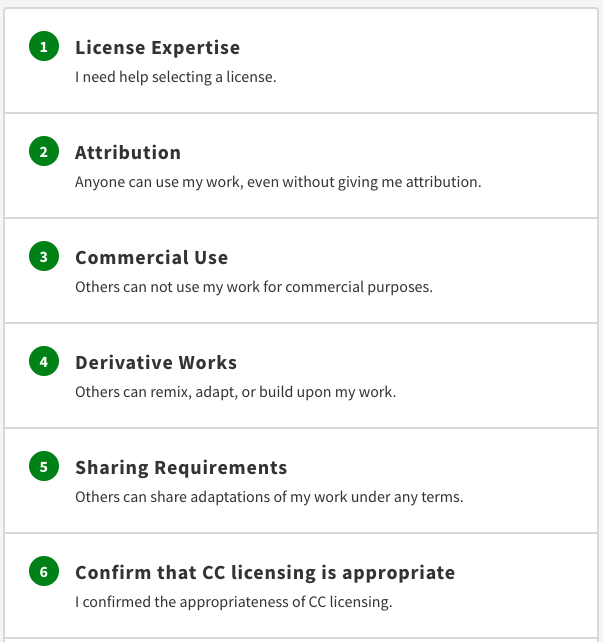 1
License Expertise
I need help selecting a license.
2
Attribution
Anyone can use my work, even without giving me attribution.
3
Commercial Use
Others can not use my work for commercial purposes.
4
Derivative Works
Others can remix, adapt, or build upon my work.
5
Sharing Requirements
Others can share adaptations of my work under any terms.
6
Confirm that CC licensing is appropriate
I confirmed the appropriateness of CC licensing.